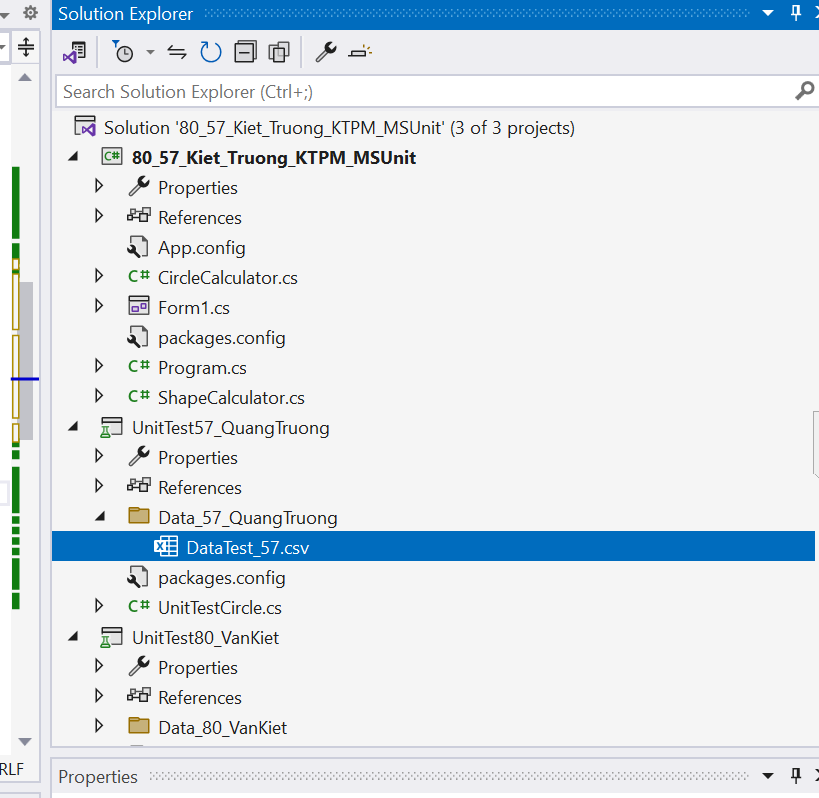 Solution Explorer
Search Solution Explorer (Ctrl+;)
Solution '80_57_Kiet_Truong_KTPM_MSUnit' (3 of 3 projects)
C# 80_57_Kiet_Truong_KTPM_MSUnit
Properties
References
App.config
C# CircleCalculator.cs
Form1.cs
packages.config
C# Program.cs
C# ShapeCalculator.cs
UnitTest57_QuangTruong
Properties
References
Data_57_QuangTruong
DataTest_57.csv
packages.config
C# UnitTestCircle.cs
UnitTest80_VanKiet
Properties
References
Data_80_VanKiet
RLF
Properties